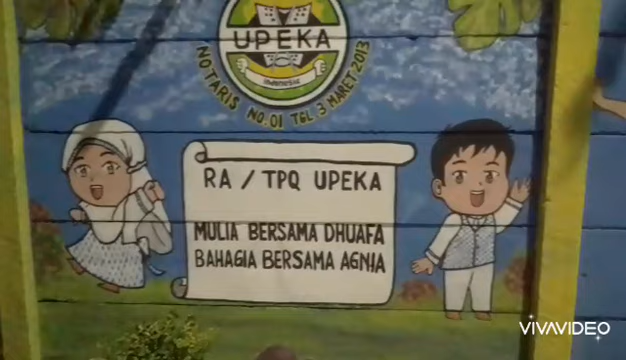 UPEKA
INDONESIA
NOTARIS NO.01 TGL 3 MARET 2013
RA / TPQ UPEKA
MULIA BERSAMA DHUAFA
BAHAGIA BERSAMA AGNIA
VIVAVIDEO